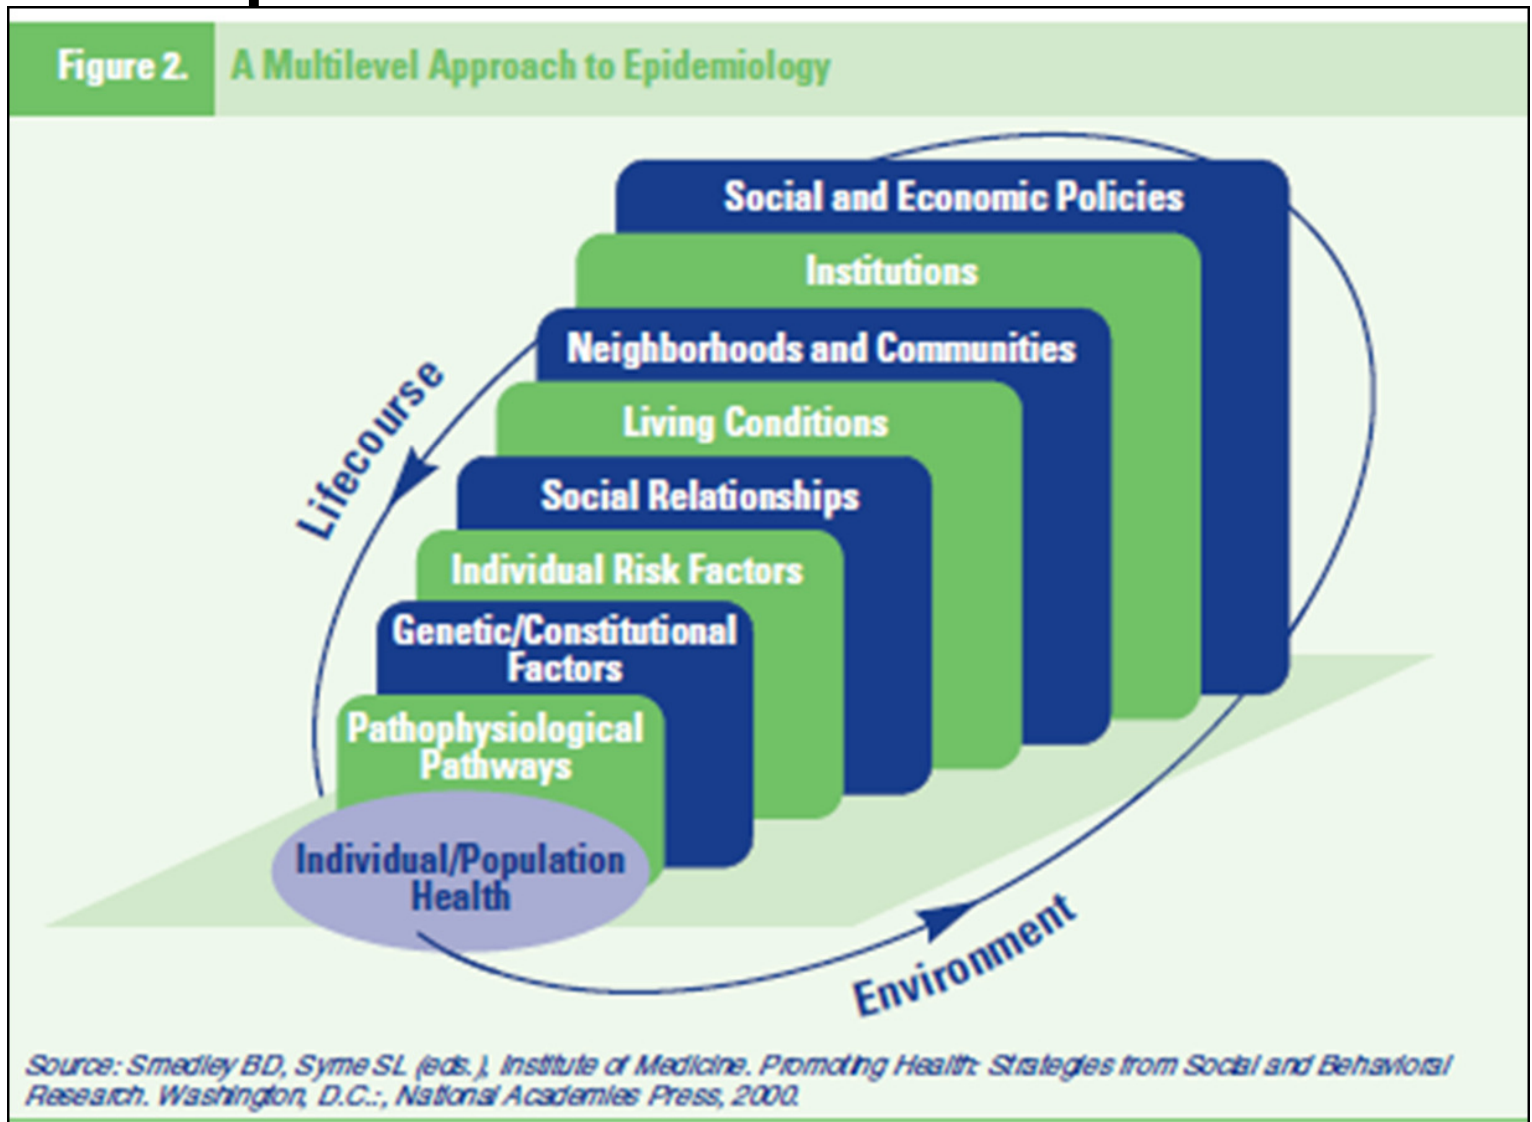 Figure 2. A Multilevel Approach to Epidemiology
Social and Economic Policies
Institutions
Neighborhoods and Communities
Living Conditions
Social Relationships
Individual Risk Factors
Genetic/Constitutional
Factors
Pathophysiological
Pathways
Individual/Population
Health
Lifecourse
Environment
Source: Smedley BD, Syme SL (eds.), Institute of Medicine. Promoting Health: Strategies from Social and Behavioral
Research. Washington, D.C.:, National Academies Press, 2000.